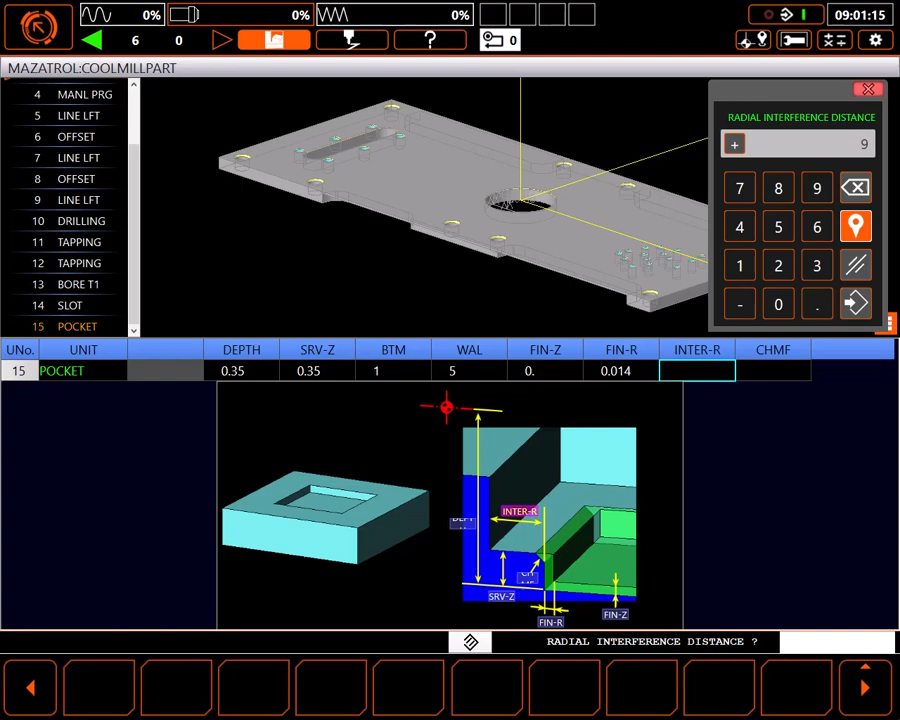 0% 0% 0% 09:01:15
6 0 ? 0
MAZATROL:COOLMILLPART
4 MANL PRG
5 LINE LFT
6 OFFSET
7 LINE LFT
8 OFFSET
9 LINE LFT
10 DRILLING
11 TAPPING
12 TAPPING
13 BORE T1
14 SLOT
15 POCKET
RADIAL INTERFERENCE DISTANCE
+ 9
7 8 9
4 5 6
1 2 3
- 0 .
UNo. UNIT DEPTH SRV-Z BTM WAL FIN-Z FIN-R INTER-R CHMF
15 POCKET 0.35 0.35 1 5 0. 0.014
INTER-R
SRV-Z
FIN-R
FIN-Z
RADIAL INTERFERENCE DISTANCE ?